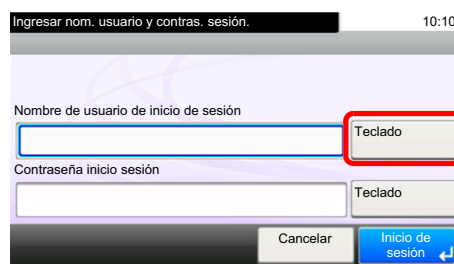 Ingresar nom. usuario y contras. sesión. 10:10
Nombre de usuario de inicio de sesión
Teclado
Contraseña inicio sesión
Teclado
Cancelar
Inicio de
sesión